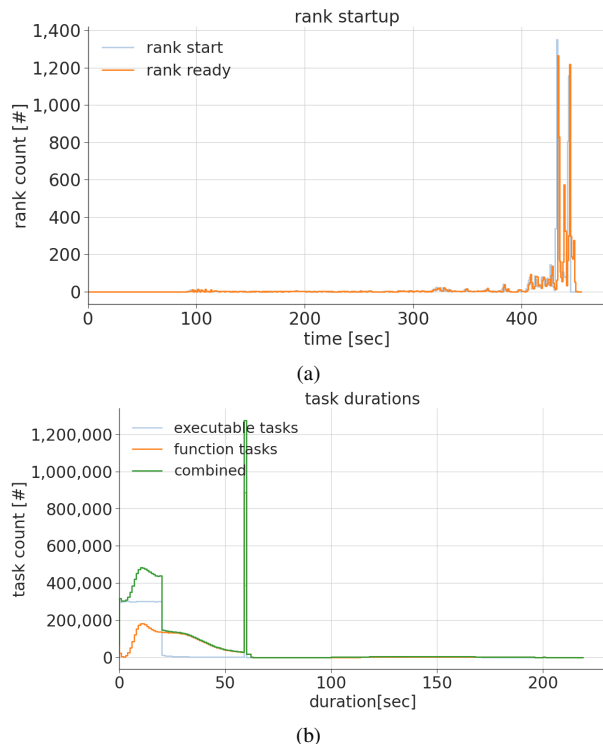 rank startup
1,400
rank start
rank ready
1,200
1,000
800
600
400
200
0
rank count [#]
0 100 200 300 400
time [sec]
(a)
task durations
executable tasks
function tasks
combined
1,200,000
1,000,000
800,000
600,000
400,000
200,000
0
task count [#]
0 50 100 150 200
duration[sec]
(b)